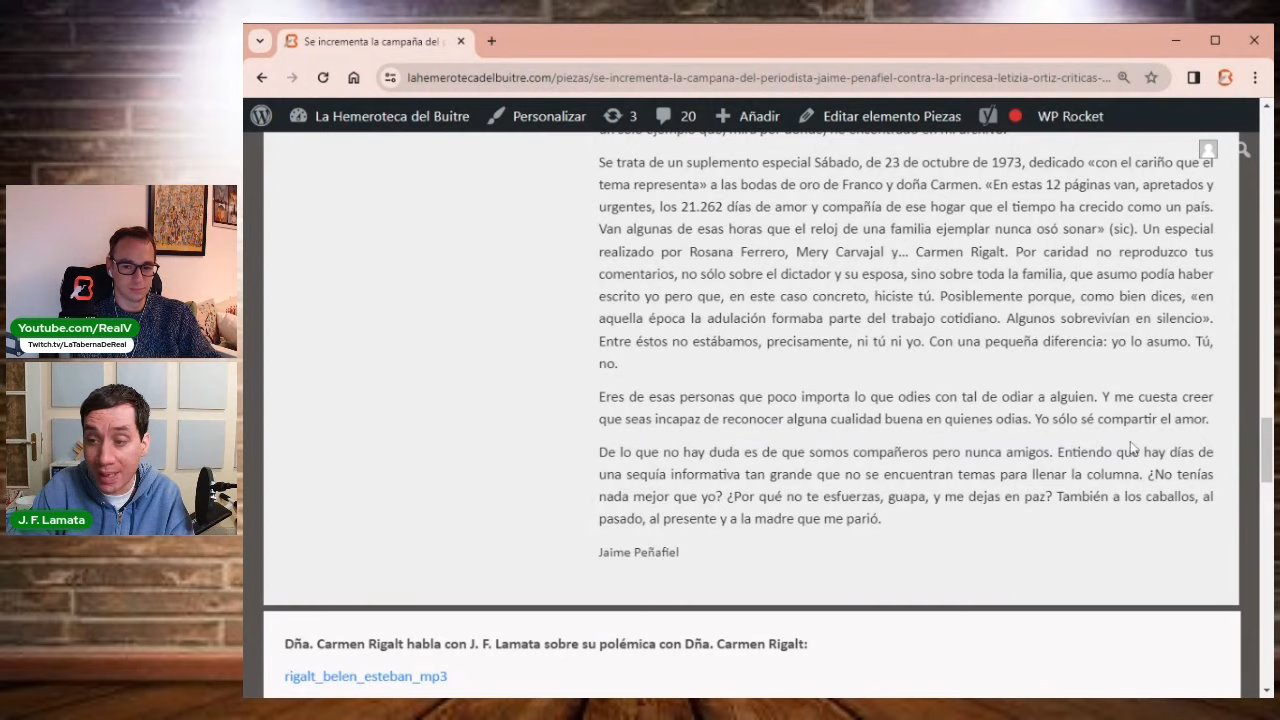 Se incrementa la campaña del
lahemerotecadelbuitre.com/piezas/se-incrementa-la-campana-del-periodista-jaime-penafiel-contra-la-princesa-letizia-ortiz-criticas-...
La Hemeroteca del Buitre Personalizar 3 20 Añadir Editar elemento Piezas WP Rocket
Se trata de un suplemento especial Sábado, de 23 de octubre de 1973, dedicado «con el cariño que el
tema representa» a las bodas de oro de Franco y doña Carmen. «En estas 12 páginas van, apretados y
urgentes, los 21.262 días de amor y compañía de ese hogar que el tiempo ha crecido como un país.
Van algunas de esas horas que el reloj de una familia ejemplar nunca osó sonar» (sic). Un especial
realizado por Rosana Ferrero, Mery Carvajal y... Carmen Rigalt. Por caridad no reproduzco tus
comentarios, no sólo sobre el dictador y su esposa, sino sobre toda la familia, que asumo podía haber
escrito yo pero que, en este caso concreto, hiciste tú. Posiblemente porque, como bien dices, «en
aquella época la adulación formaba parte del trabajo cotidiano. Algunos sobrevivían en silencio».
Entre éstos no estábamos, precisamente, ni tú ni yo. Con una pequeña diferencia: yo lo asumo. Tú,
no.
Eres de esas personas que poco importa lo que odies con tal de odiar a alguien. Y me cuesta creer
que seas incapaz de reconocer alguna cualidad buena en quienes odias. Yo sólo sé compartir el amor.
De lo que no hay duda es de que somos compañeros pero nunca amigos. Entiendo que hay días de
una sequía informativa tan grande que no se encuentran temas para llenar la columna. ¿No tenías
nada mejor que yo? ¿Por qué no te esfuerzas, guapa, y me dejas en paz? También a los caballos, al
pasado, al presente y a la madre que me parió.
Jaime Peñafiel
Dña. Carmen Rigalt habla con J. F. Lamata sobre su polémica con Dña. Carmen Rigalt:
rigalt_belen_esteban_mp3
Youtube.com/RealV
Twitch.tv/LaTabernaDeReal
J. F. Lamata